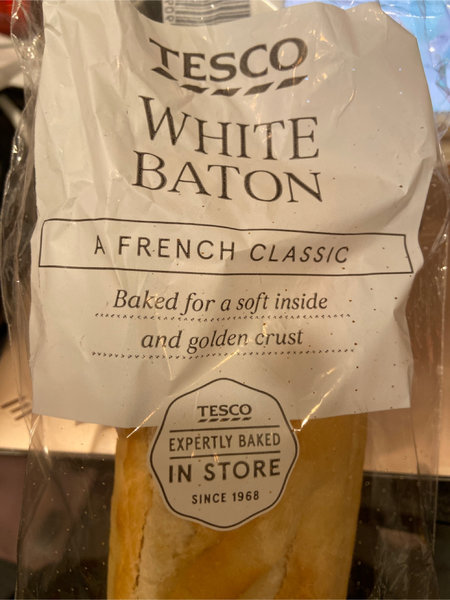 TESCO
WHITE
BATON
A FRENCH CLASSIC
Baked for a soft inside
and golden crust
TESCO
EXPERTLY BAKED
IN STORE
SINCE 1968